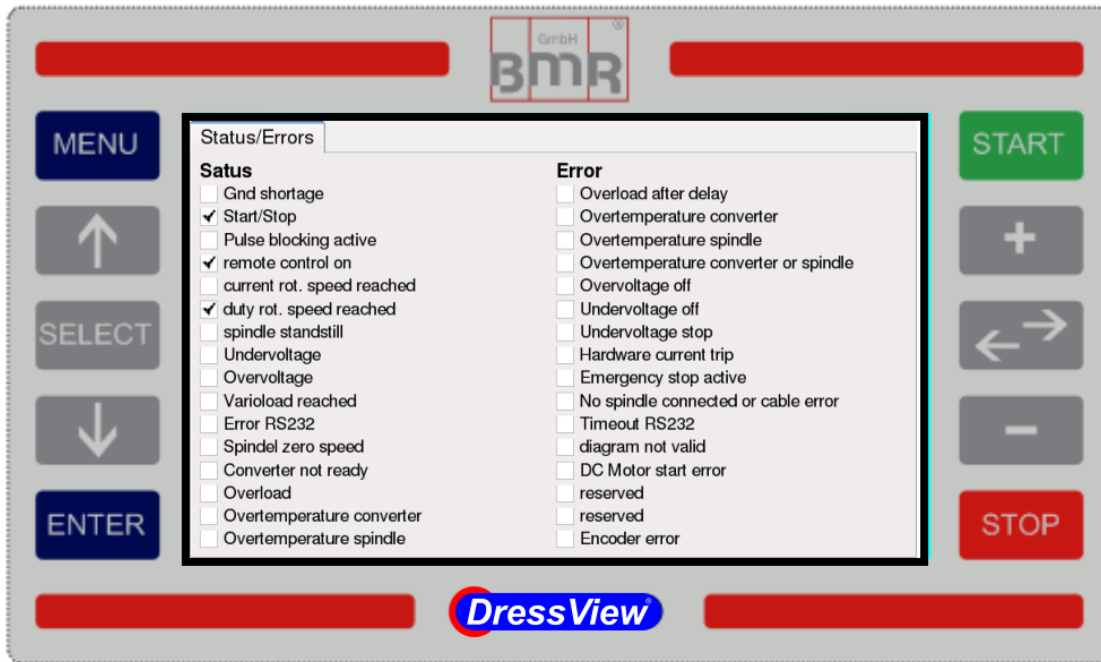 GmbH
®
BMR
MENU
SELECT
ENTER
Status/Errors
Satus
Gnd shortage
Start/Stop
Pulse blocking active
remote control on
current rot. speed reached
duty rot. speed reached
spindle standstill
Undervoltage
Overvoltage
Varioload reached
Error RS232
Spindel zero speed
Converter not ready
Overload
Overtemperature converter
Overtemperature spindle
Error
Overload after delay
Overtemperature converter
Overtemperature spindle
Overtemperature converter or spindle
Overvoltage off
Undervoltage off
Undervoltage stop
Hardware current trip
Emergency stop active
No spindle connected or cable error
Timeout RS232
diagram not valid
DC Motor start error
reserved
reserved
Encoder error
START
+
-
STOP
DressView®